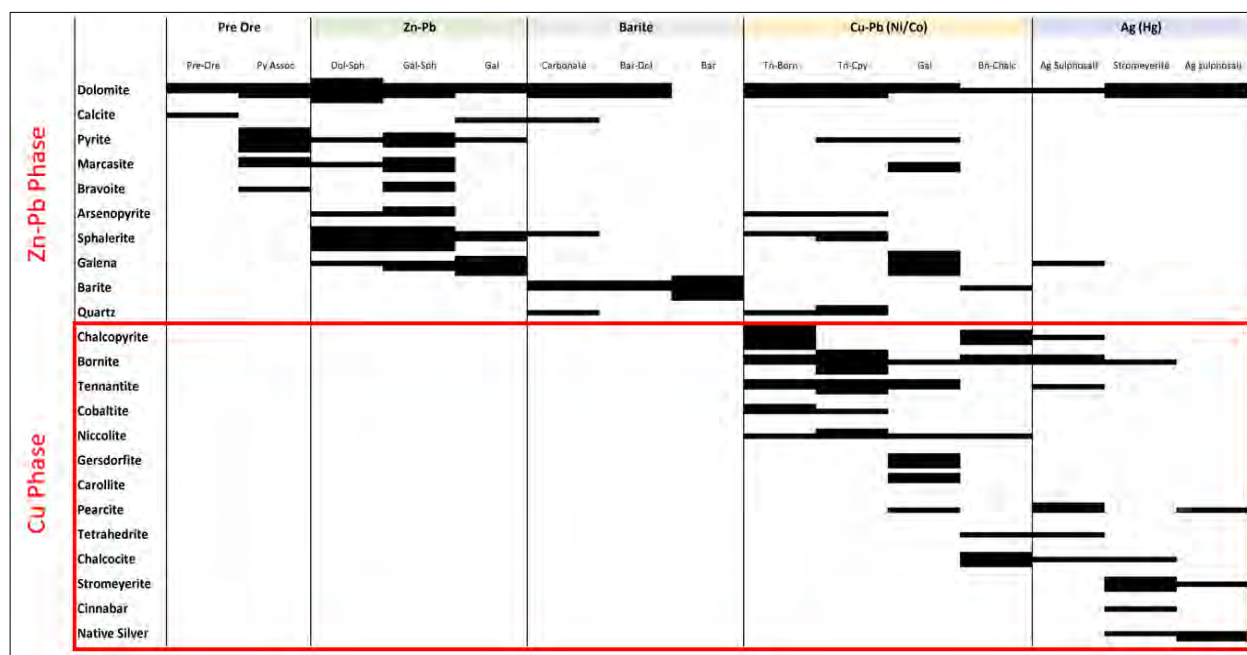 Pre Ore Zn-Pb Barite Cu-Pb (Ni/Co) Ag (Hg)
Pre-Ore Py Assoc Dol-Sph Gal-Sph Gal Carbonate Bar-Dol Bar Tn-Born Tn-Cpy Gal Bn-Chalc Ag Sulphosalt Stromeyerite Ag sulphosalt
Zn-Pb Phase
Dolomite
Calcite
Pyrite
Marcasite
Bravoite
Arsenopyrite
Sphalerite
Galena
Barite
Quartz
Cu Phase
Chalcopyrite
Bornite
Tennantite
Cobaltite
Niccolite
Gersdorfite
Carollite
Pearcite
Tetrahedrite
Chalcocite
Stromeyerite
Cinnabar
Native Silver